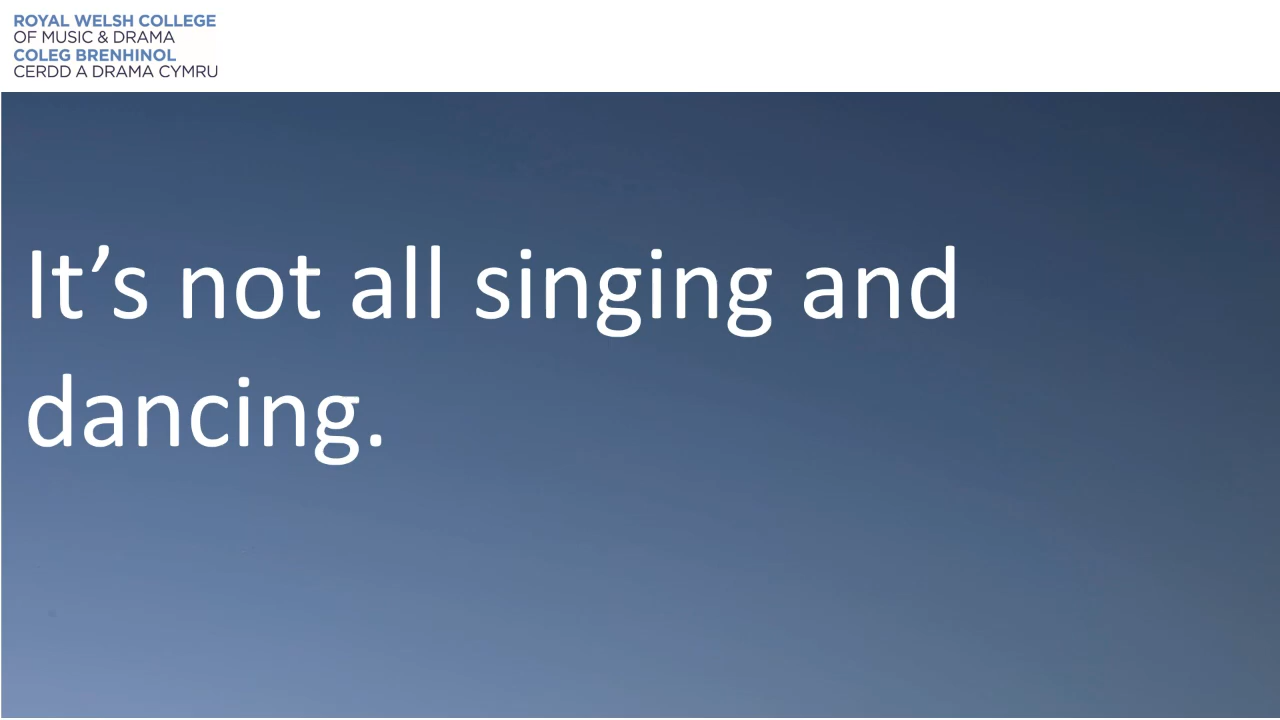 ROYAL WELSH COLLEGE
OF MUSIC & DRAMA
COLEG BRENHINOL
CERDD A DRAMA CYMRU
It’s not all singing and
dancing.